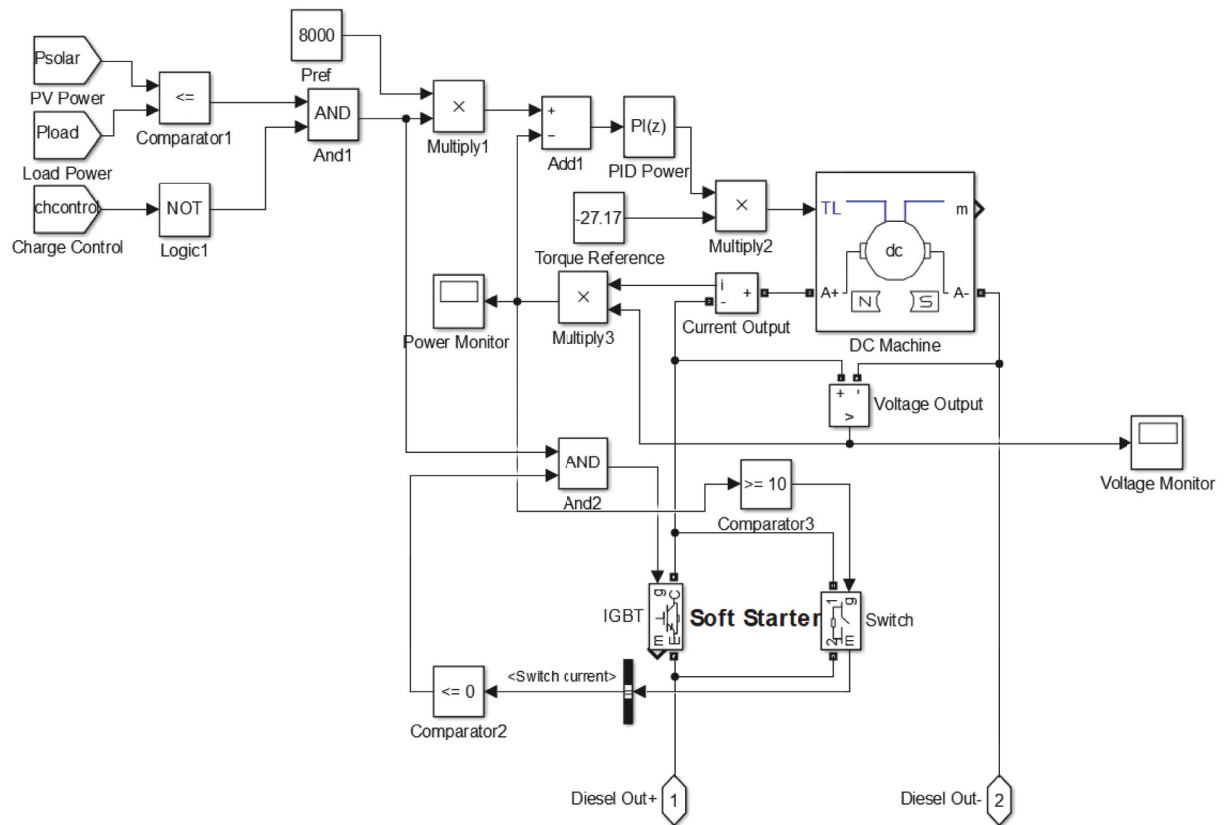 8000
Pref
Psolar
PV Power
<=
Comparator1
Pload
Load Power
chcontrol
Charge Control
NOT
Logic1
AND
And1
×
Multiply1
+
−
Add1
PI(z)
PID Power
-27.17
Torque Reference
×
Multiply2
TL
m
dc
A+
N
S
A-
DC Machine
i
+
-
Current Output
×
Multiply3
Power Monitor
+ -
v
Voltage Output
Voltage Monitor
AND
And2
>= 10
Comparator3
g
C
m
E
IGBT
Soft Starter
1
g
2
m
Switch
<Switch current>
<= 0
Comparator2
Diesel Out+
1
Diesel Out-
2